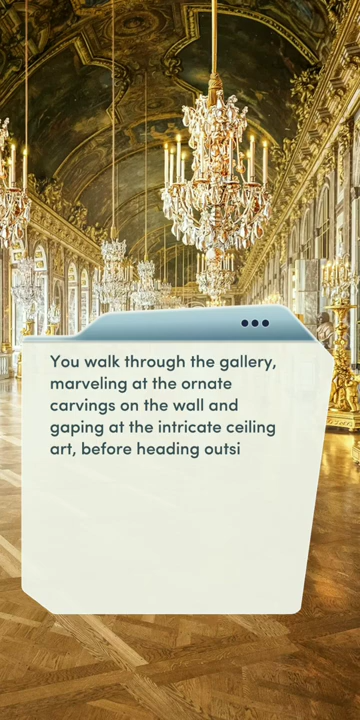 You walk through the gallery,
marveling at the ornate
carvings on the wall and
gaping at the intricate ceiling
art, before heading outsi